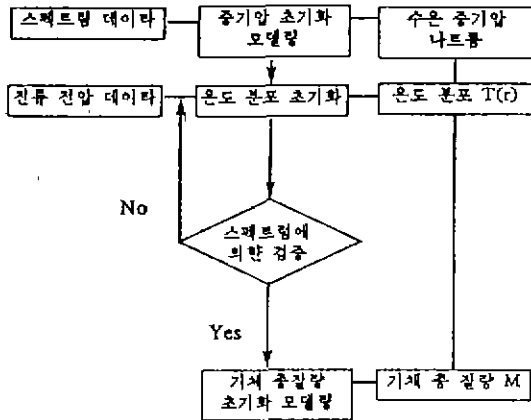 스펙트럼 데이타
증기압 초기화
모델링
수은 증기압
나트륨
전류 전압 데이타
온도 분포 초기화
온도 분포 T(r)
No
스펙트럼에
의한 검증
Yes
기체 총질량
초기화 모델링
기체 총 질량 M